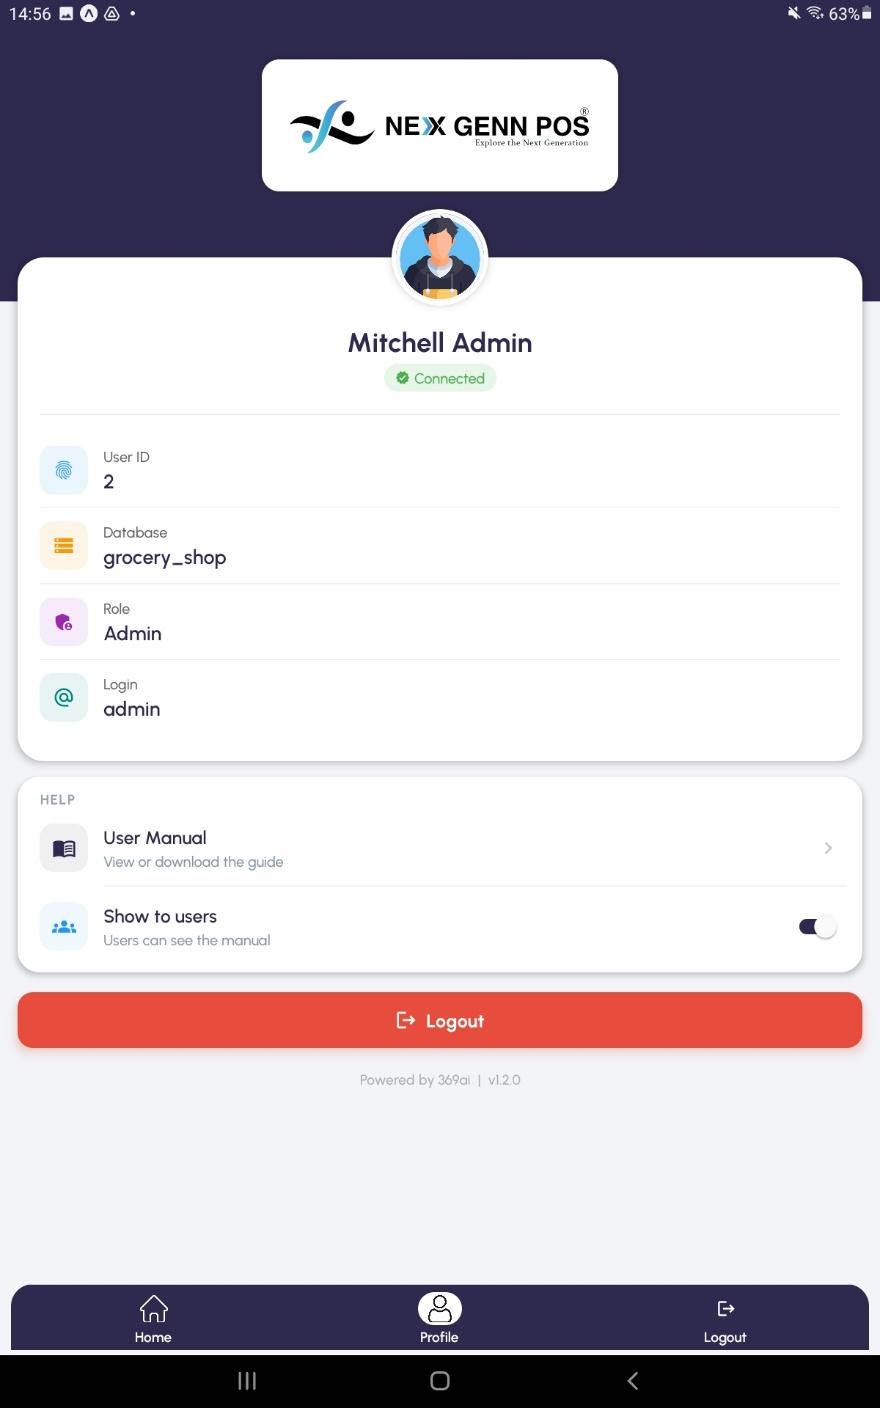 14:56
63%
NEXX GENN POS®
Explore the Next Generation
Mitchell Admin
Connected
User ID
2
Database
grocery_shop
Role
Admin
Login
admin
HELP
User Manual
View or download the guide
Show to users
Users can see the manual
Logout
Powered by 369ai | v1.2.0
Home
Profile
Logout